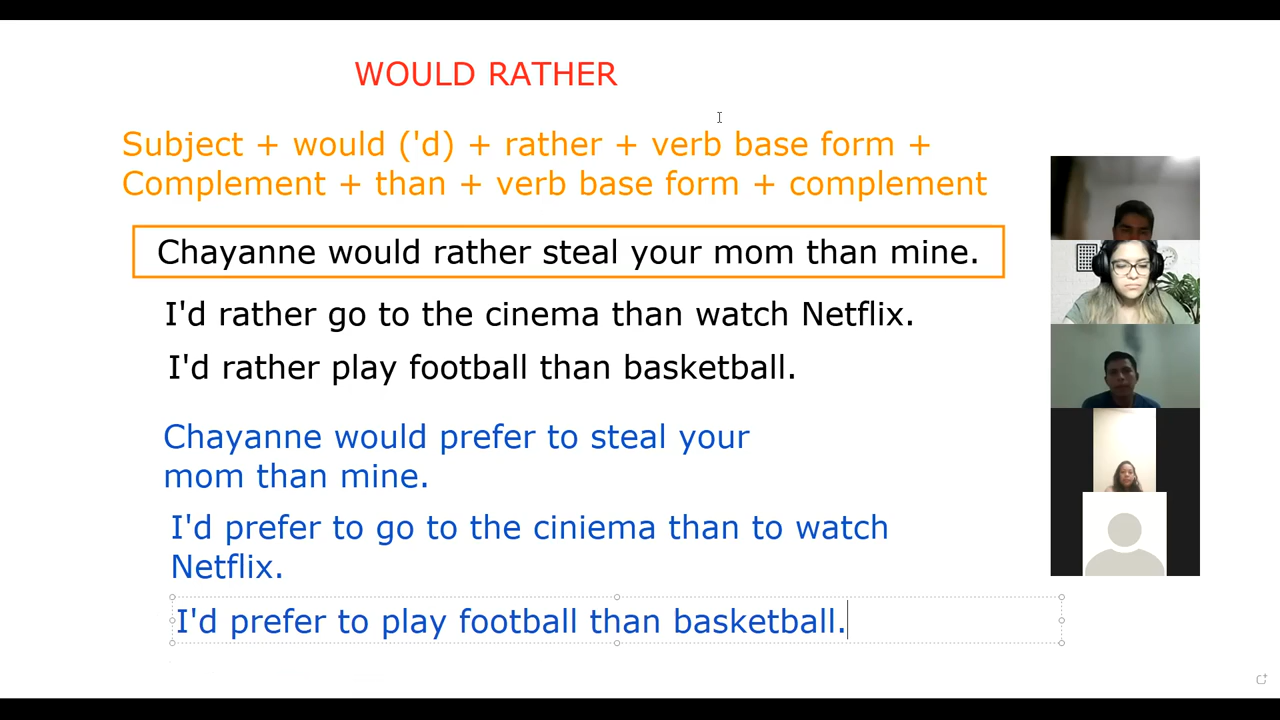 WOULD RATHER
Subject + would ('d) + rather + verb base form +
Complement + than + verb base form + complement
Chayanne would rather steal your mom than mine.
I'd rather go to the cinema than watch Netflix.
I'd rather play football than basketball.
Chayanne would prefer to steal your
mom than mine.
I'd prefer to go to the ciniema than to watch
Netflix.
I'd prefer to play football than basketball.